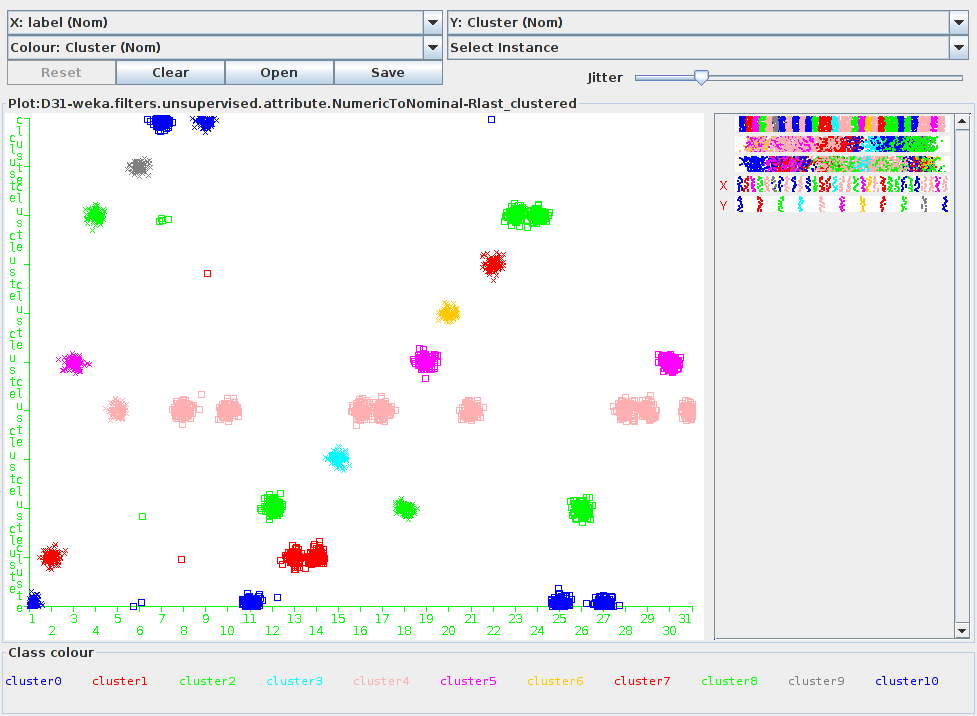 X: label (Nom) Y: Cluster (Nom)
Colour: Cluster (Nom) Select Instance
Reset Clear Open Save Jitter
Plot:D31-weka.filters.unsupervised.attribute.NumericToNominal-Rlast_clustered
X
Y
1 3 5 7 9 11 13 15 17 19 21 23 25 27 29 31
2 4 6 8 10 12 14 16 18 20 22 24 26 28 30
Class colour
cluster0 cluster1 cluster2 cluster3 cluster4 cluster5 cluster6 cluster7 cluster8 cluster9 cluster10